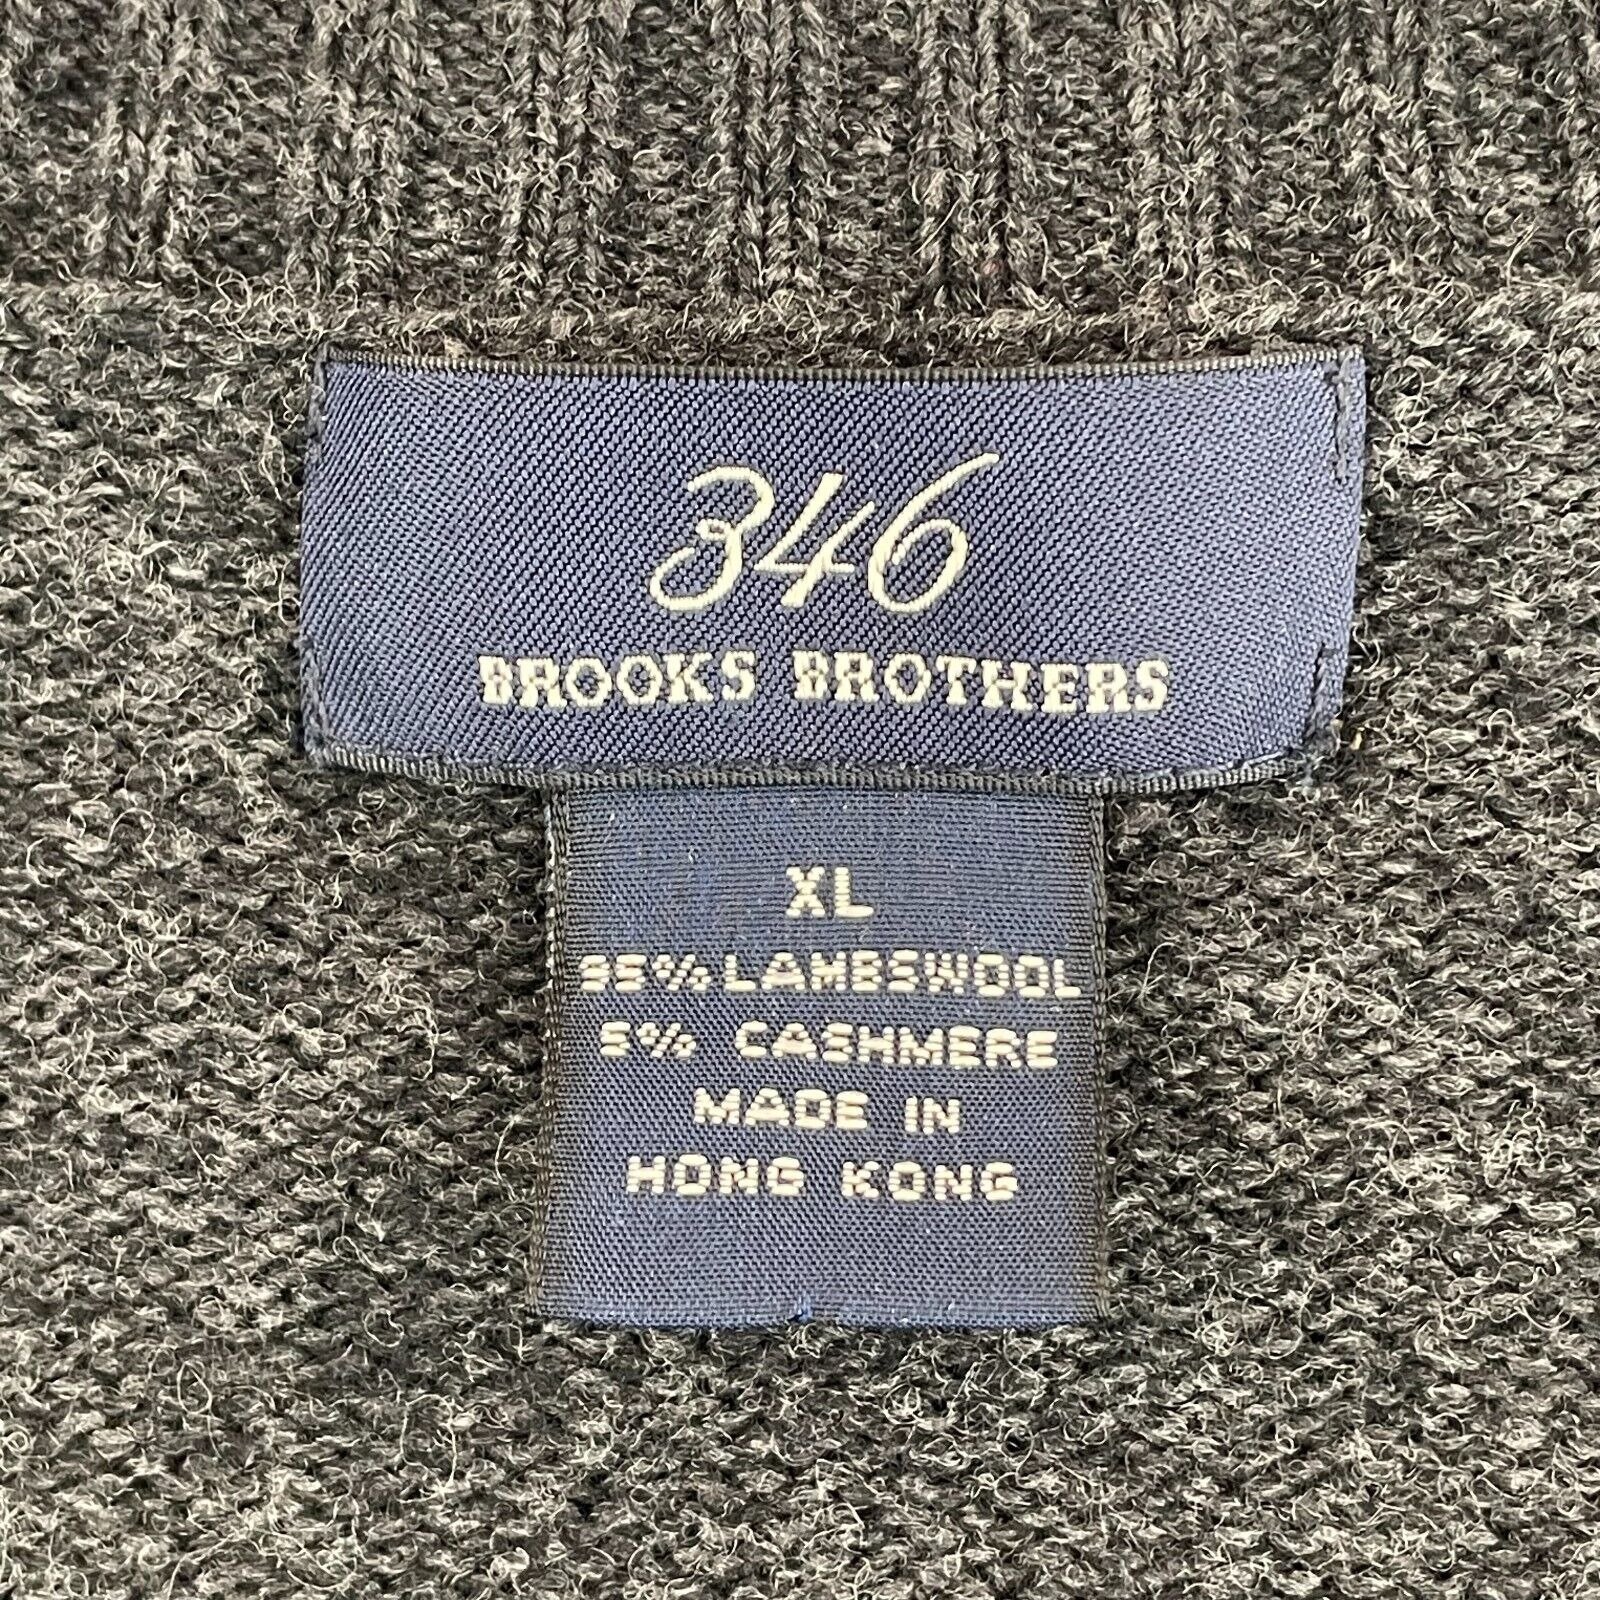 346
BROOKS BROTHERS
XL
95% LAMBSWOOL
5% CASHMERE
MADE IN
HONG KONG